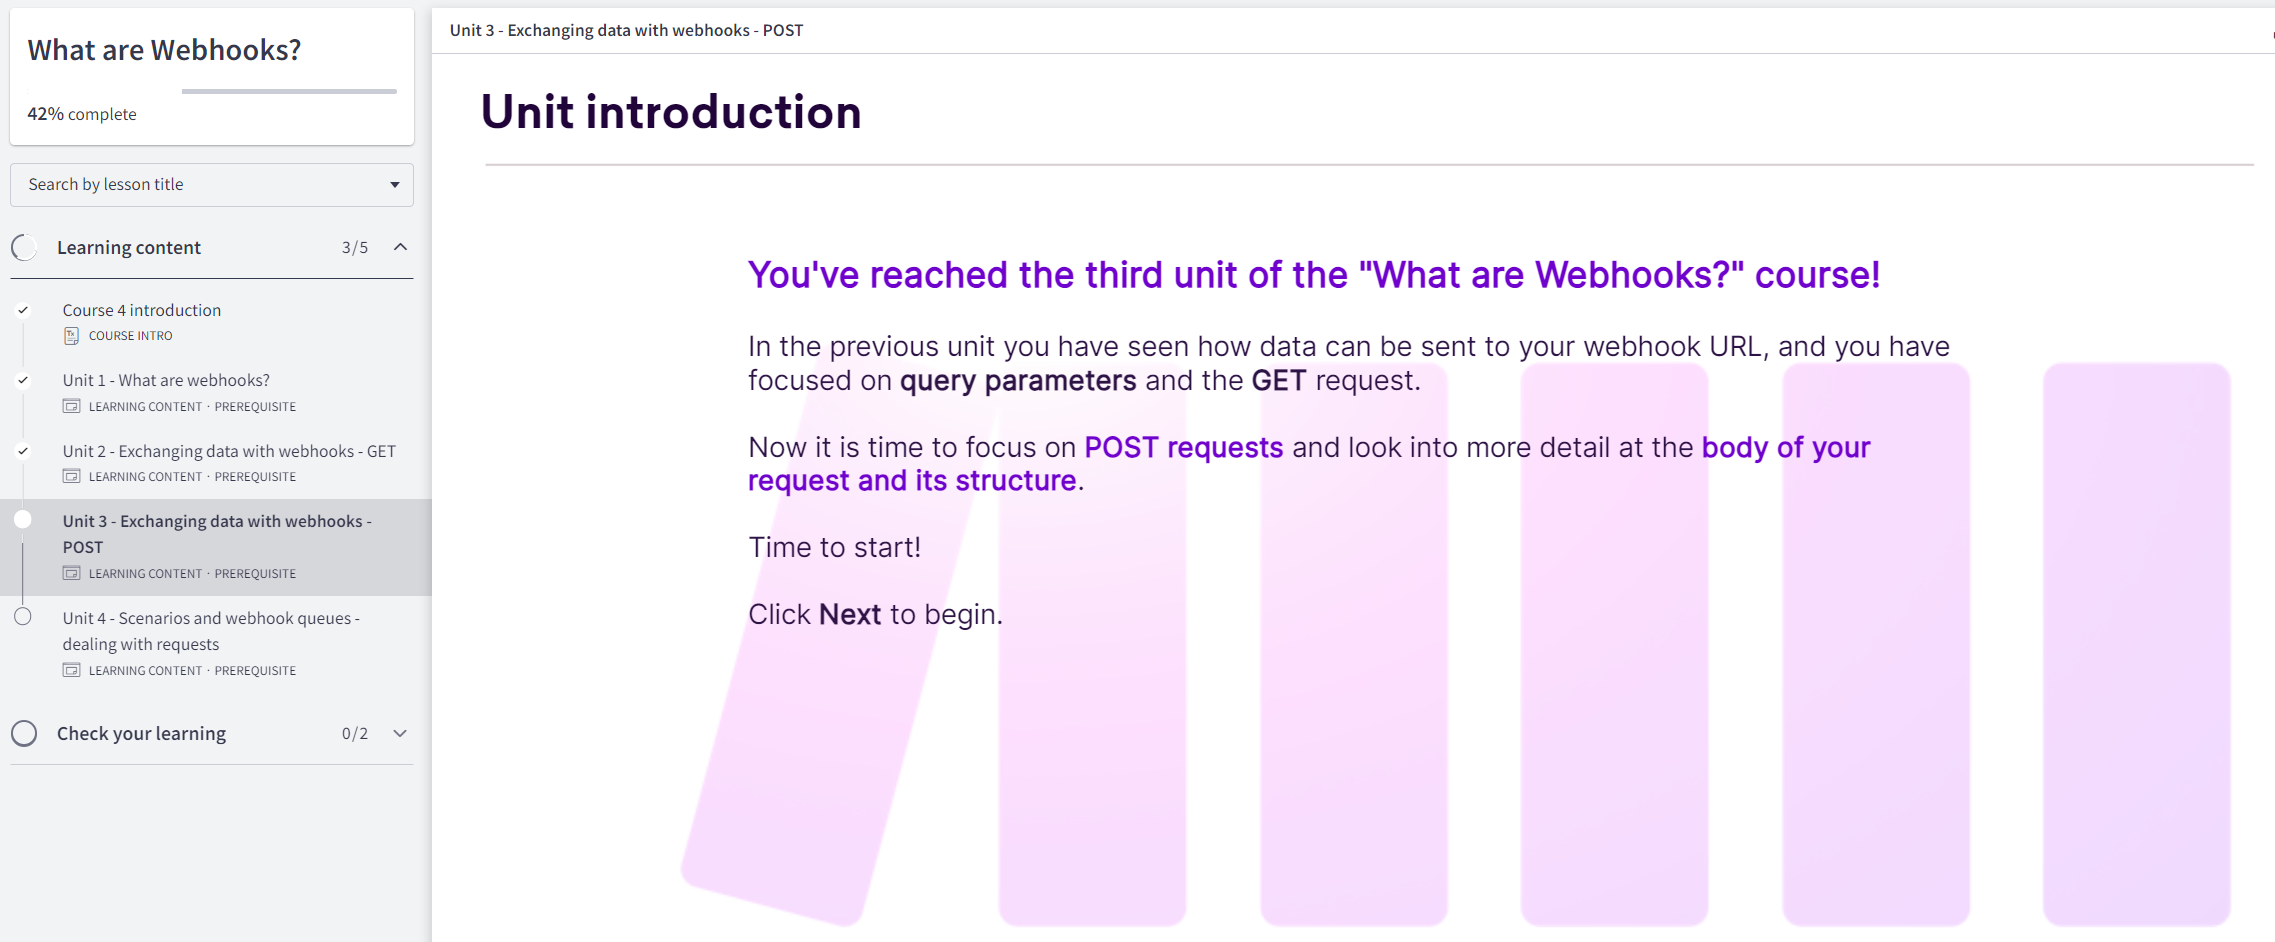 What are Webhooks?
42% complete
Search by lesson title
Learning content 3/5
Course 4 introduction
COURSE INTRO
Unit 1 - What are webhooks?
LEARNING CONTENT · PREREQUISITE
Unit 2 - Exchanging data with webhooks - GET
LEARNING CONTENT · PREREQUISITE
Unit 3 - Exchanging data with webhooks -
POST
LEARNING CONTENT · PREREQUISITE
Unit 4 - Scenarios and webhook queues -
dealing with requests
LEARNING CONTENT · PREREQUISITE
Check your learning 0/2
Unit 3 - Exchanging data with webhooks - POST
Unit introduction
You've reached the third unit of the "What are Webhooks?" course!
In the previous unit you have seen how data can be sent to your webhook URL, and you have
focused on query parameters and the GET request.
Now it is time to focus on POST requests and look into more detail at the body of your
request and its structure.
Time to start!
Click Next to begin.